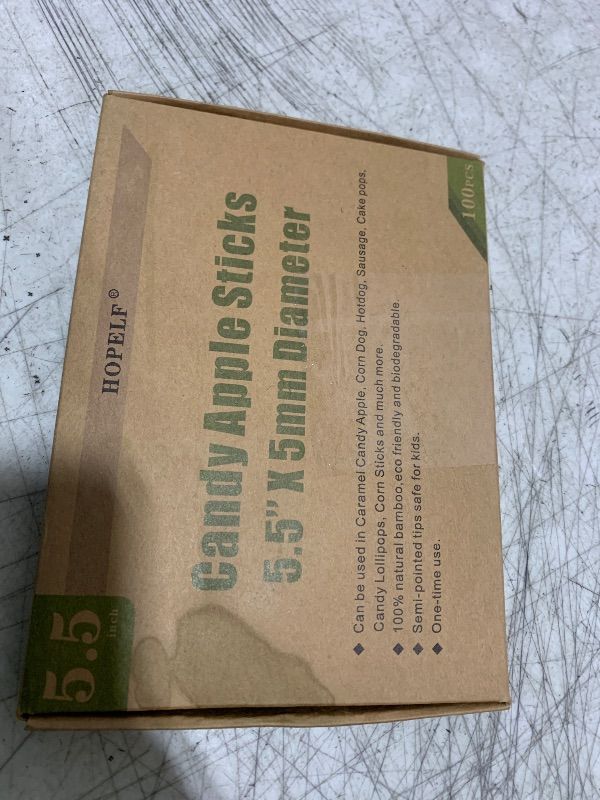 5.5
inch
HOPELF®
Candy Apple Sticks
5.5" X 5mm Diameter
◆ Can be used in Caramel Candy Apple, Corn Dog, Hotdog, Sausage, Cake pops,
Candy Lollipops, Corn Sticks and much more.
◆ 100% natural bamboo, eco friendly and biodegradable.
◆ Semi-pointed tips safe for kids.
◆ One-time use.
100PCS